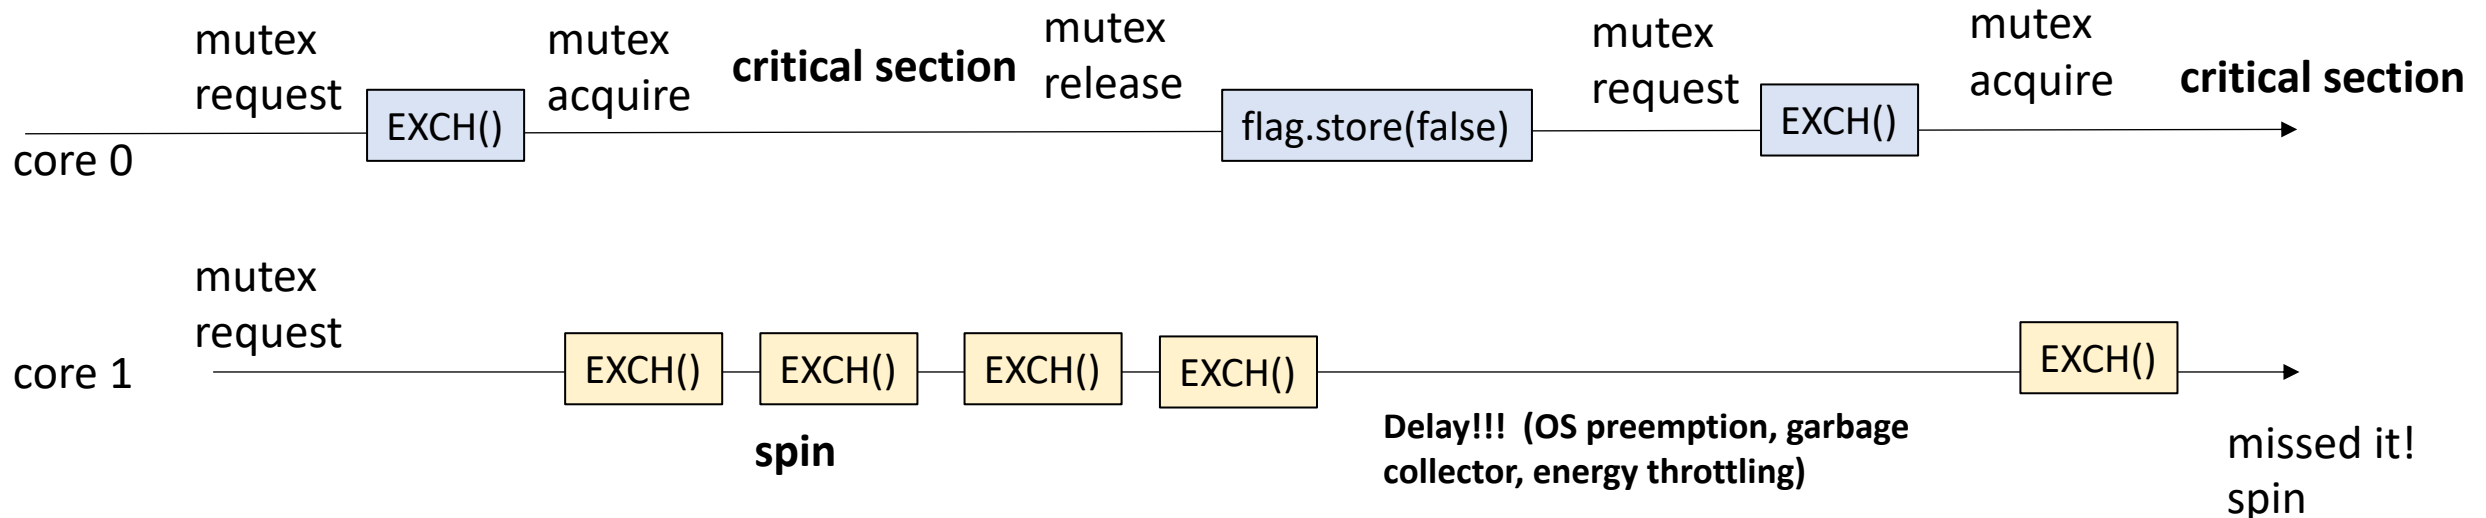 mutex
request
EXCH()
mutex
acquire
critical section
mutex
release
flag.store(false)
mutex
request
EXCH()
mutex
acquire
critical section
core 0
mutex
request
core 1
EXCH()
EXCH()
EXCH()
EXCH()
EXCH()
spin
Delay!!! (OS preemption, garbage
collector, energy throttling)
missed it!
spin